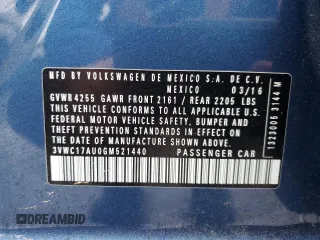 MFD BY VOLKSWAGEN DE MEXICO S.A. DE C.V.
MEXICO 03/16
GVWR 4255 GAWR FRONT 2161 / REAR 2205 LBS
THIS VEHICLE CONFORMS TO ALL APPLICABLE U.S.
FEDERAL MOTOR VEHICLE SAFETY, BUMPER, AND
THEFT PREVENTION STANDARDS IN EFFECT ON THE
DATE OF MANUFACTURE SHOWN ABOVE.
3VWC17AU0GM521440 PASSENGER CAR
1323005 3144 M
DREAMBID